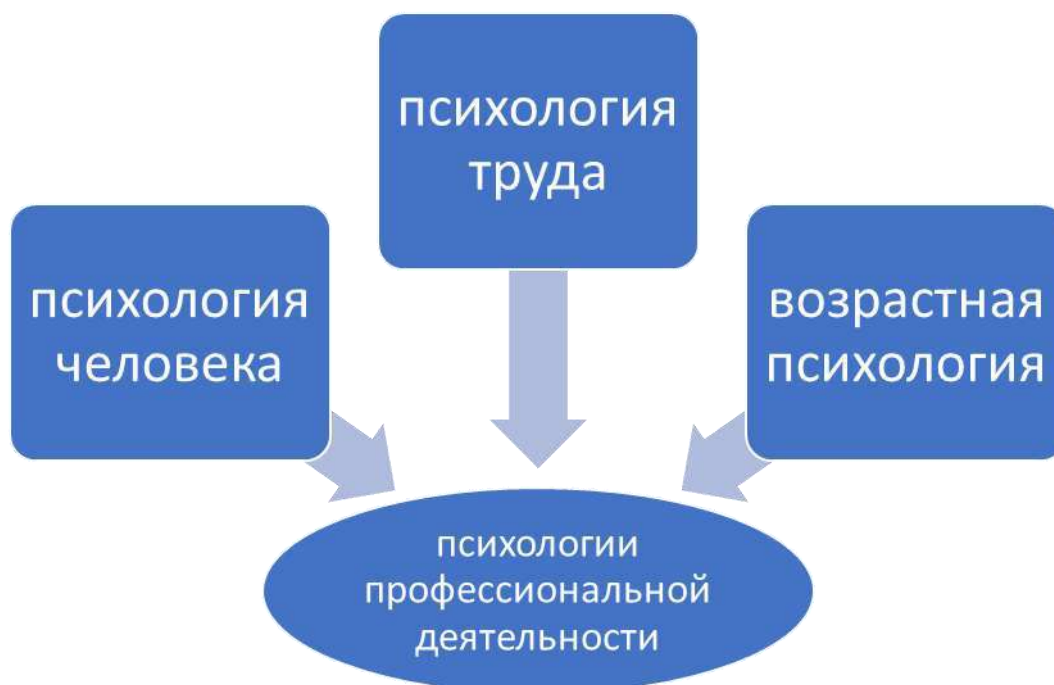 психология
труда
психология
человека
возрастная
психология
психологии
профессиональной
деятельности